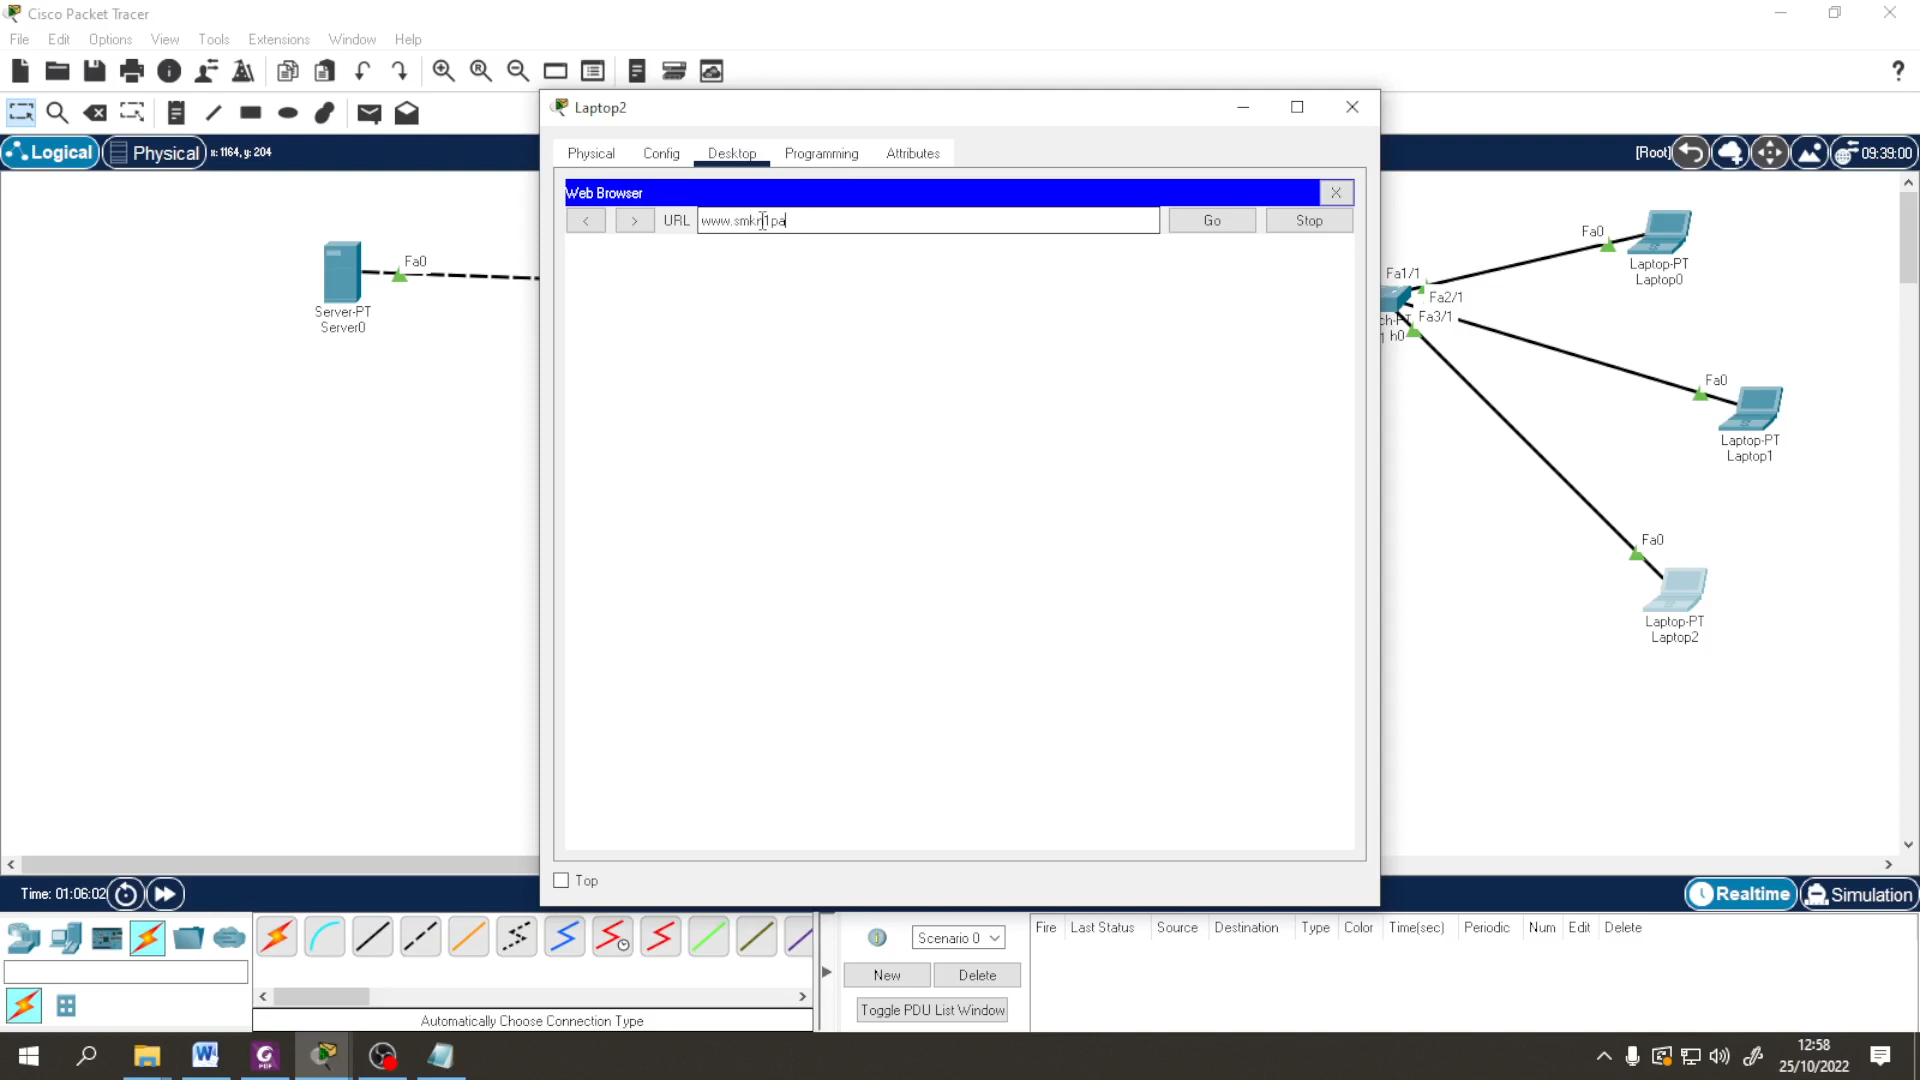 Cisco Packet Tracer
File Edit Options View Tools Extensions Window Help
?
Laptop2
Logical Physical x: 1164, y: 204
[Root] 09:39:00
Physical Config Desktop Programming Attributes
Web Browser X
< > URL Go Stop
Fa0
Server-PT
Server0
Fa0
Laptop-PT
Laptop0
Fa1/1
Fa2/1
Fa3/1
h0
Fa0
Laptop-PT
Laptop1
Fa0
Laptop-PT
Laptop2
Top
Time: 01:06:02
Realtime Simulation
Scenario 0
New Delete
Toggle PDU List Window
Fire Last Status Source Destination Type Color Time(sec) Periodic Num Edit Delete
Automatically Choose Connection Type
12:58
25/10/2022